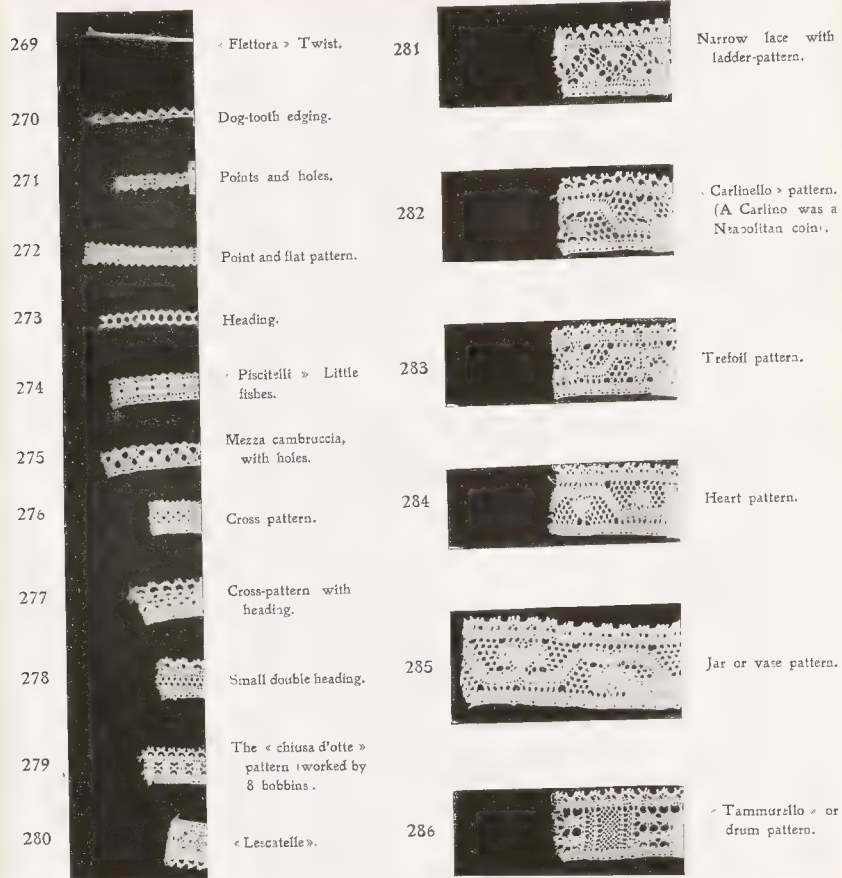 269
« Flettora » Twist.
270
Dog-tooth edging.
271
Points and holes.
272
Point and flat pattern.
273
Heading.
274
« Piscitelli » Little
fishes.
275
Mezza cambruccia,
with holes.
276
Cross pattern.
277
Cross-pattern with
heading.
278
Small double heading.
279
The « chiusa d'otte »
pattern (worked by
8 bobbins.
280
« Lescatelle ».
281
Narrow lace with
ladder-pattern.
282
« Carlinello » pattern.
(A Carlino was a
Neapolitan coin).
283
Trefoil pattern.
284
Heart pattern.
285
Jar or vase pattern.
286
« Tammurello » or
drum pattern.